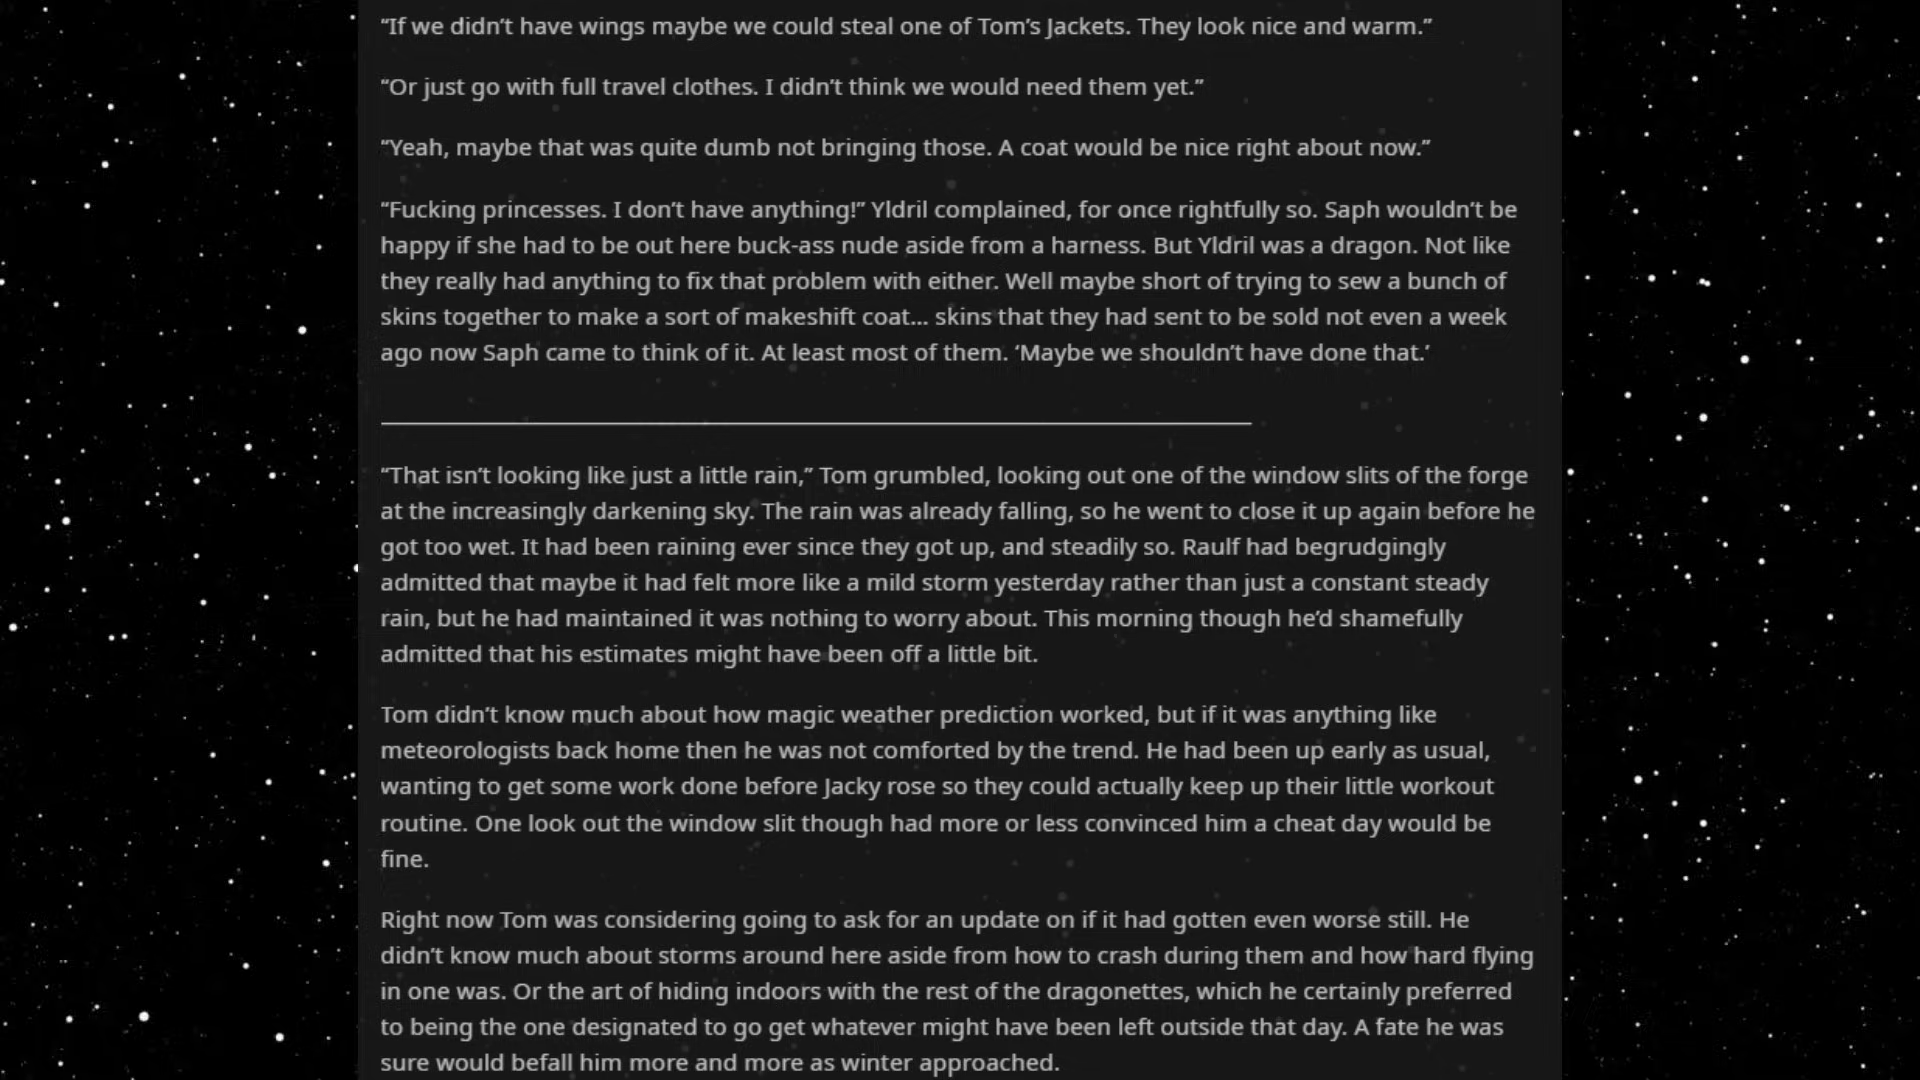 “If we didn’t have wings maybe we could steal one of Tom’s Jackets. They look nice and warm.”
“Or just go with full travel clothes. I didn’t think we would need them yet.”
“Yeah, maybe that was quite dumb not bringing those. A coat would be nice right about now.”
“Fucking princesses. I don’t have anything!” Yldril complained, for once rightfully so. Saph wouldn’t be
happy if she had to be out here buck-ass nude aside from a harness. But Yldril was a dragon. Not like
they really had anything to fix that problem with either. Well maybe short of trying to sew a bunch of
skins together to make a sort of makeshift coat... skins that they had sent to be sold not even a week
ago now Saph came to think of it. At least most of them. ‘Maybe we shouldn’t have done that.’
“That isn’t looking like just a little rain,” Tom grumbled, looking out one of the window slits of the forge
at the increasingly darkening sky. The rain was already falling, so he went to close it up again before he
got too wet. It had been raining ever since they got up, and steadily so. Raulf had begrudgingly
admitted that maybe it had felt more like a mild storm yesterday rather than just a constant steady
rain, but he had maintained it was nothing to worry about. This morning though he’d shamefully
admitted that his estimates might have been off a little bit.
Tom didn’t know much about how magic weather prediction worked, but if it was anything like
meteorologists back home then he was not comforted by the trend. He had been up early as usual,
wanting to get some work done before Jacky rose so they could actually keep up their little workout
routine. One look out the window slit though had more or less convinced him a cheat day would be
fine.
Right now Tom was considering going to ask for an update on if it had gotten even worse still. He
didn’t know much about storms around here aside from how to crash during them and how hard flying
in one was. Or the art of hiding indoors with the rest of the dragonettes, which he certainly preferred
to being the one designated to go get whatever might have been left outside that day. A fate he was
sure would befall him more and more as winter approached.